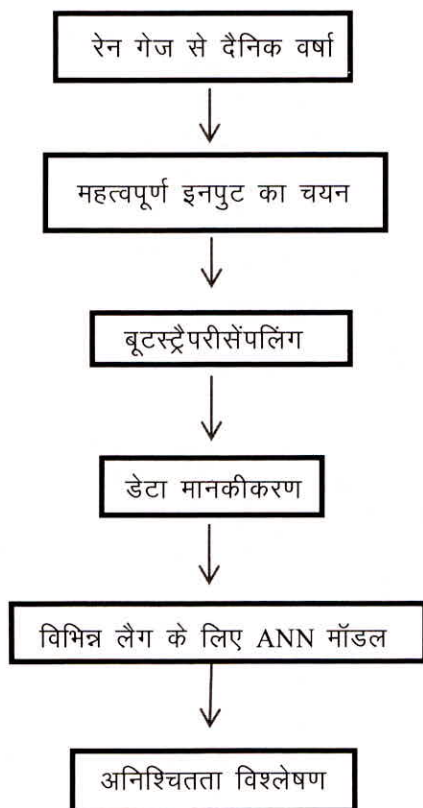 रेन गेज से दैनिक वर्षा
महत्वपूर्ण इनपुट का चयन
बूटस्ट्रैपरीसेंपलिंग
डेटा मानकीकरण
विभिन्न लैग के लिए ANN मॉडल
अनिश्चितता विश्लेषण